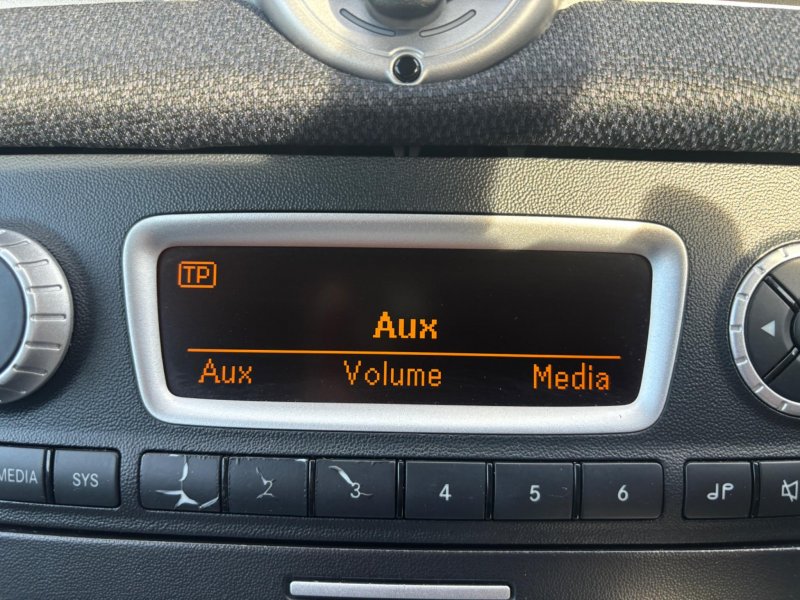 TP
Aux
Aux Volume Media
MEDIA SYS 2 3 4 5 6